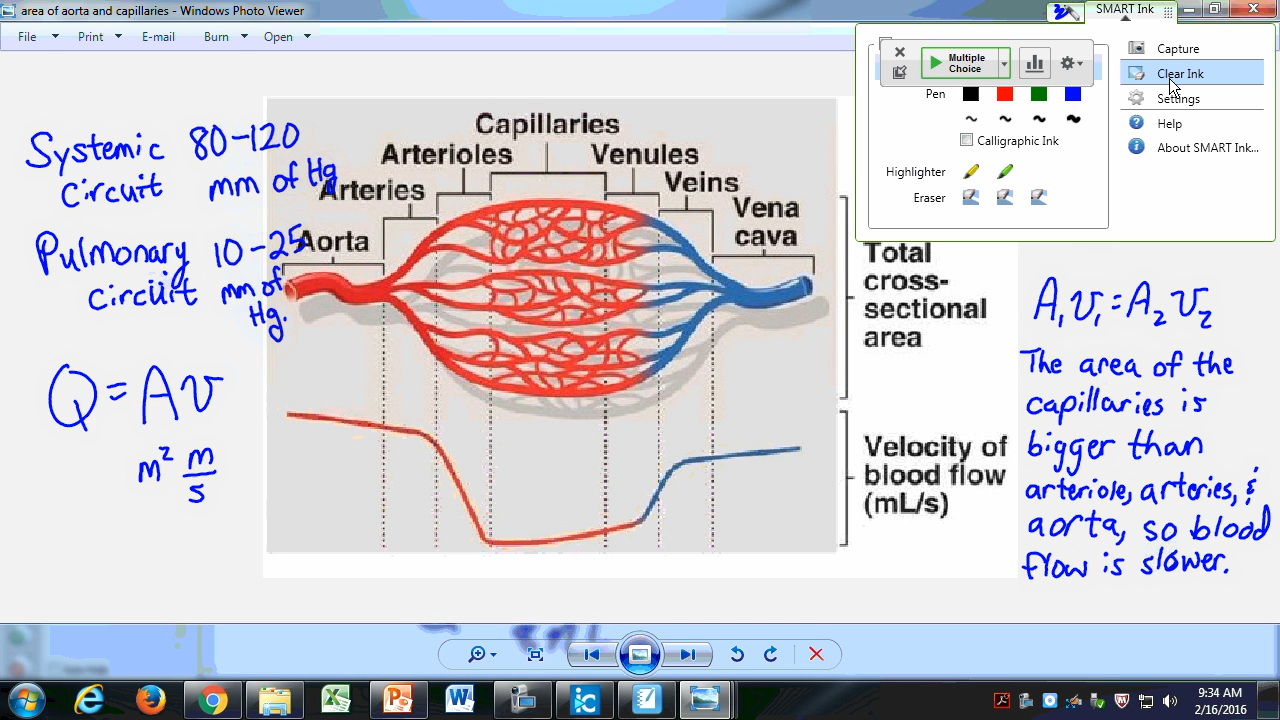 area of aorta and capillaries - Windows Photo Viewer
SMART Ink
File Print E-mail Burn Open
Multiple
Choice
Pen
Calligraphic Ink
Highlighter
Eraser
Capture
Clear Ink
Settings
Help
About SMART Ink...
Systemic 80-120
circuit mm of Hg
Pulmonary 10-25
circuit mm of
Hg.
Q = Av
m² m/s
Capillaries
Arterioles Venules
Arteries Veins
Aorta Vena
cava
Total
cross-
sectional
area
Velocity of
blood flow
(mL/s)
A₁v₁ = A₂v₂
The area of the
capillaries is
bigger than
arteriole, arteries, &
aorta, so blood
flow is slower.
9:34 AM
2/16/2016